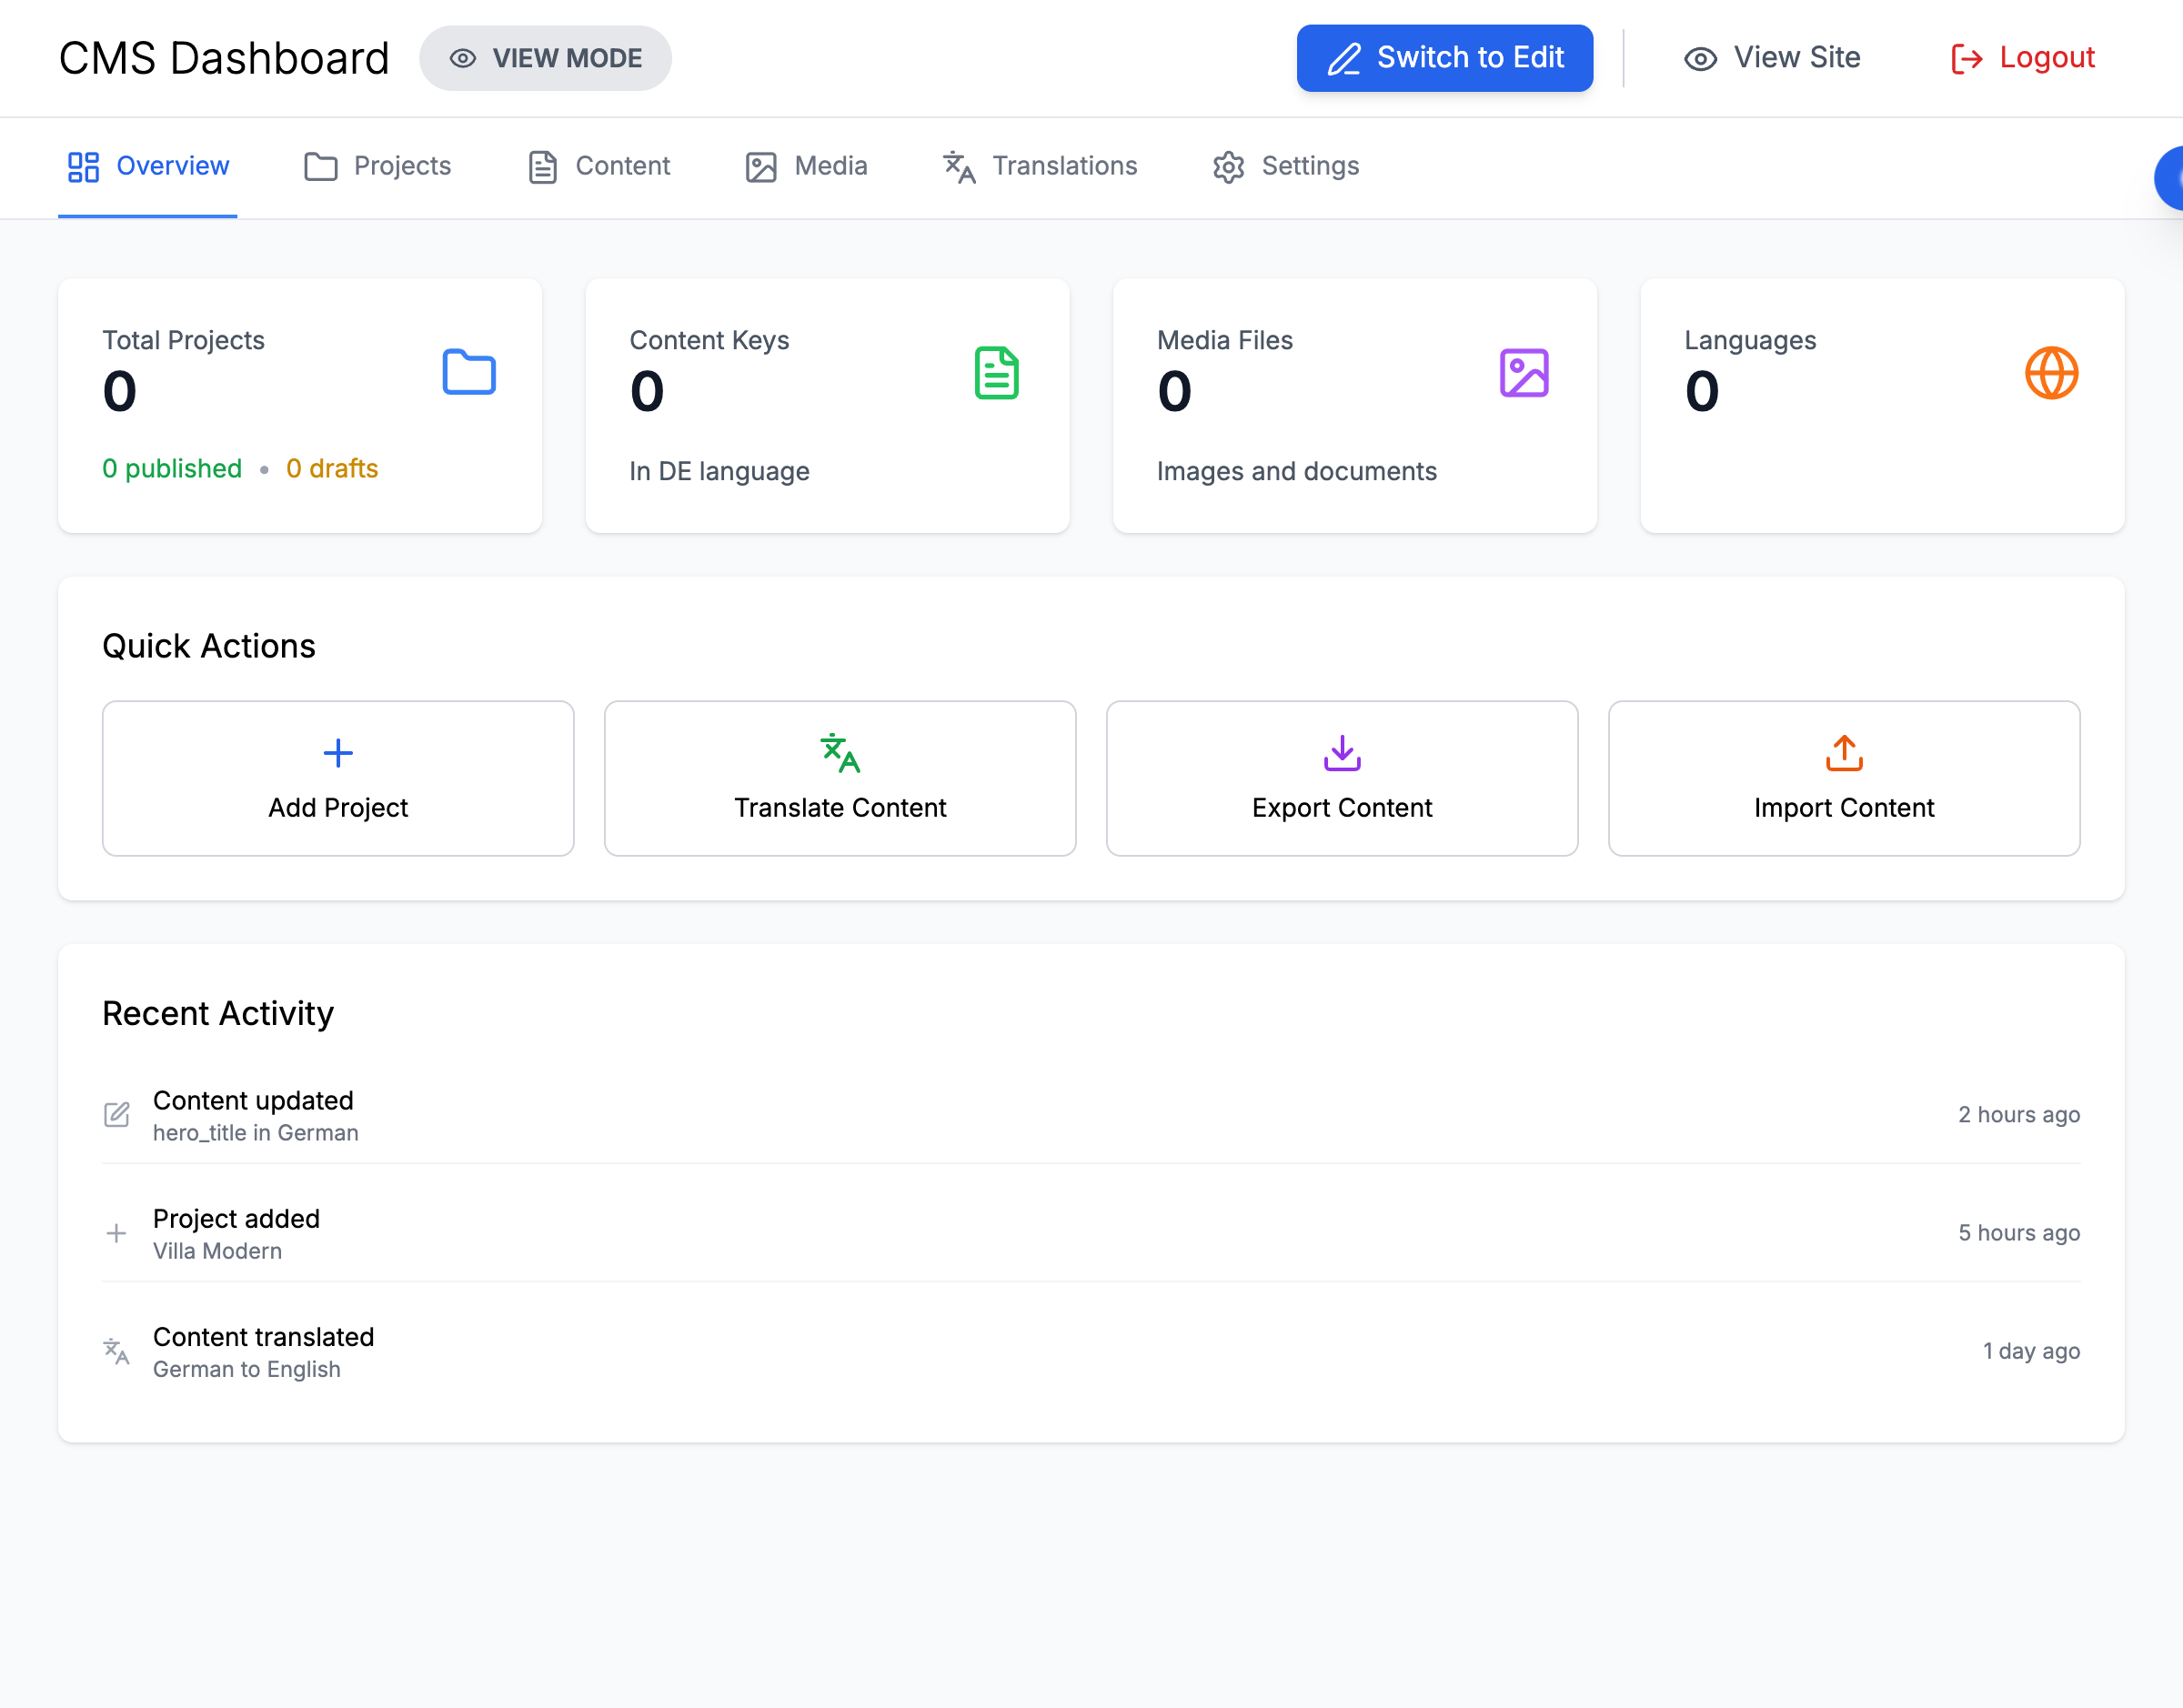 CMS Dashboard
VIEW MODE
Switch to Edit
View Site
Logout
Overview
Projects
Content
Media
Translations
Settings
Total Projects
0
0 published • 0 drafts
Content Keys
0
In DE language
Media Files
0
Images and documents
Languages
0
Quick Actions
Add Project
Translate Content
Export Content
Import Content
Recent Activity
Content updated
hero_title in German
2 hours ago
Project added
Villa Modern
5 hours ago
Content translated
German to English
1 day ago